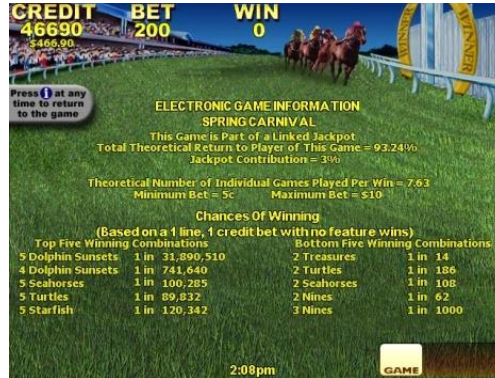 CREDIT BET WIN
46690 200 0
$466.90
WINNER
WINNER
Press i at any
time to return
to the game
ELECTRONIC GAME INFORMATION
SPRING CARNIVAL
This Game is Part of a Linked Jackpot
Total Theoretical Return to Player of This Game = 93.24%
Jackpot Contribution = 3%
Theoretical Number of Individual Games Played Per Win = 7.63
Minimum Bet = 5c Maximum Bet = $10
Chances Of Winning
(Based on a 1 line, 1 credit bet with no feature wins)
Top Five Winning Combinations Bottom Five Winning Combinations
5 Dolphin Sunsets 1 in 31,890,510 2 Treasures 1 in 14
4 Dolphin Sunsets 1 in 741,640 2 Turtles 1 in 186
5 Seahorses 1 in 100,285 2 Seahorses 1 in 108
5 Turtles 1 in 89,832 2 Nines 1 in 62
5 Starfish 1 in 120,342 3 Nines 1 in 1000
2:08pm
GAME